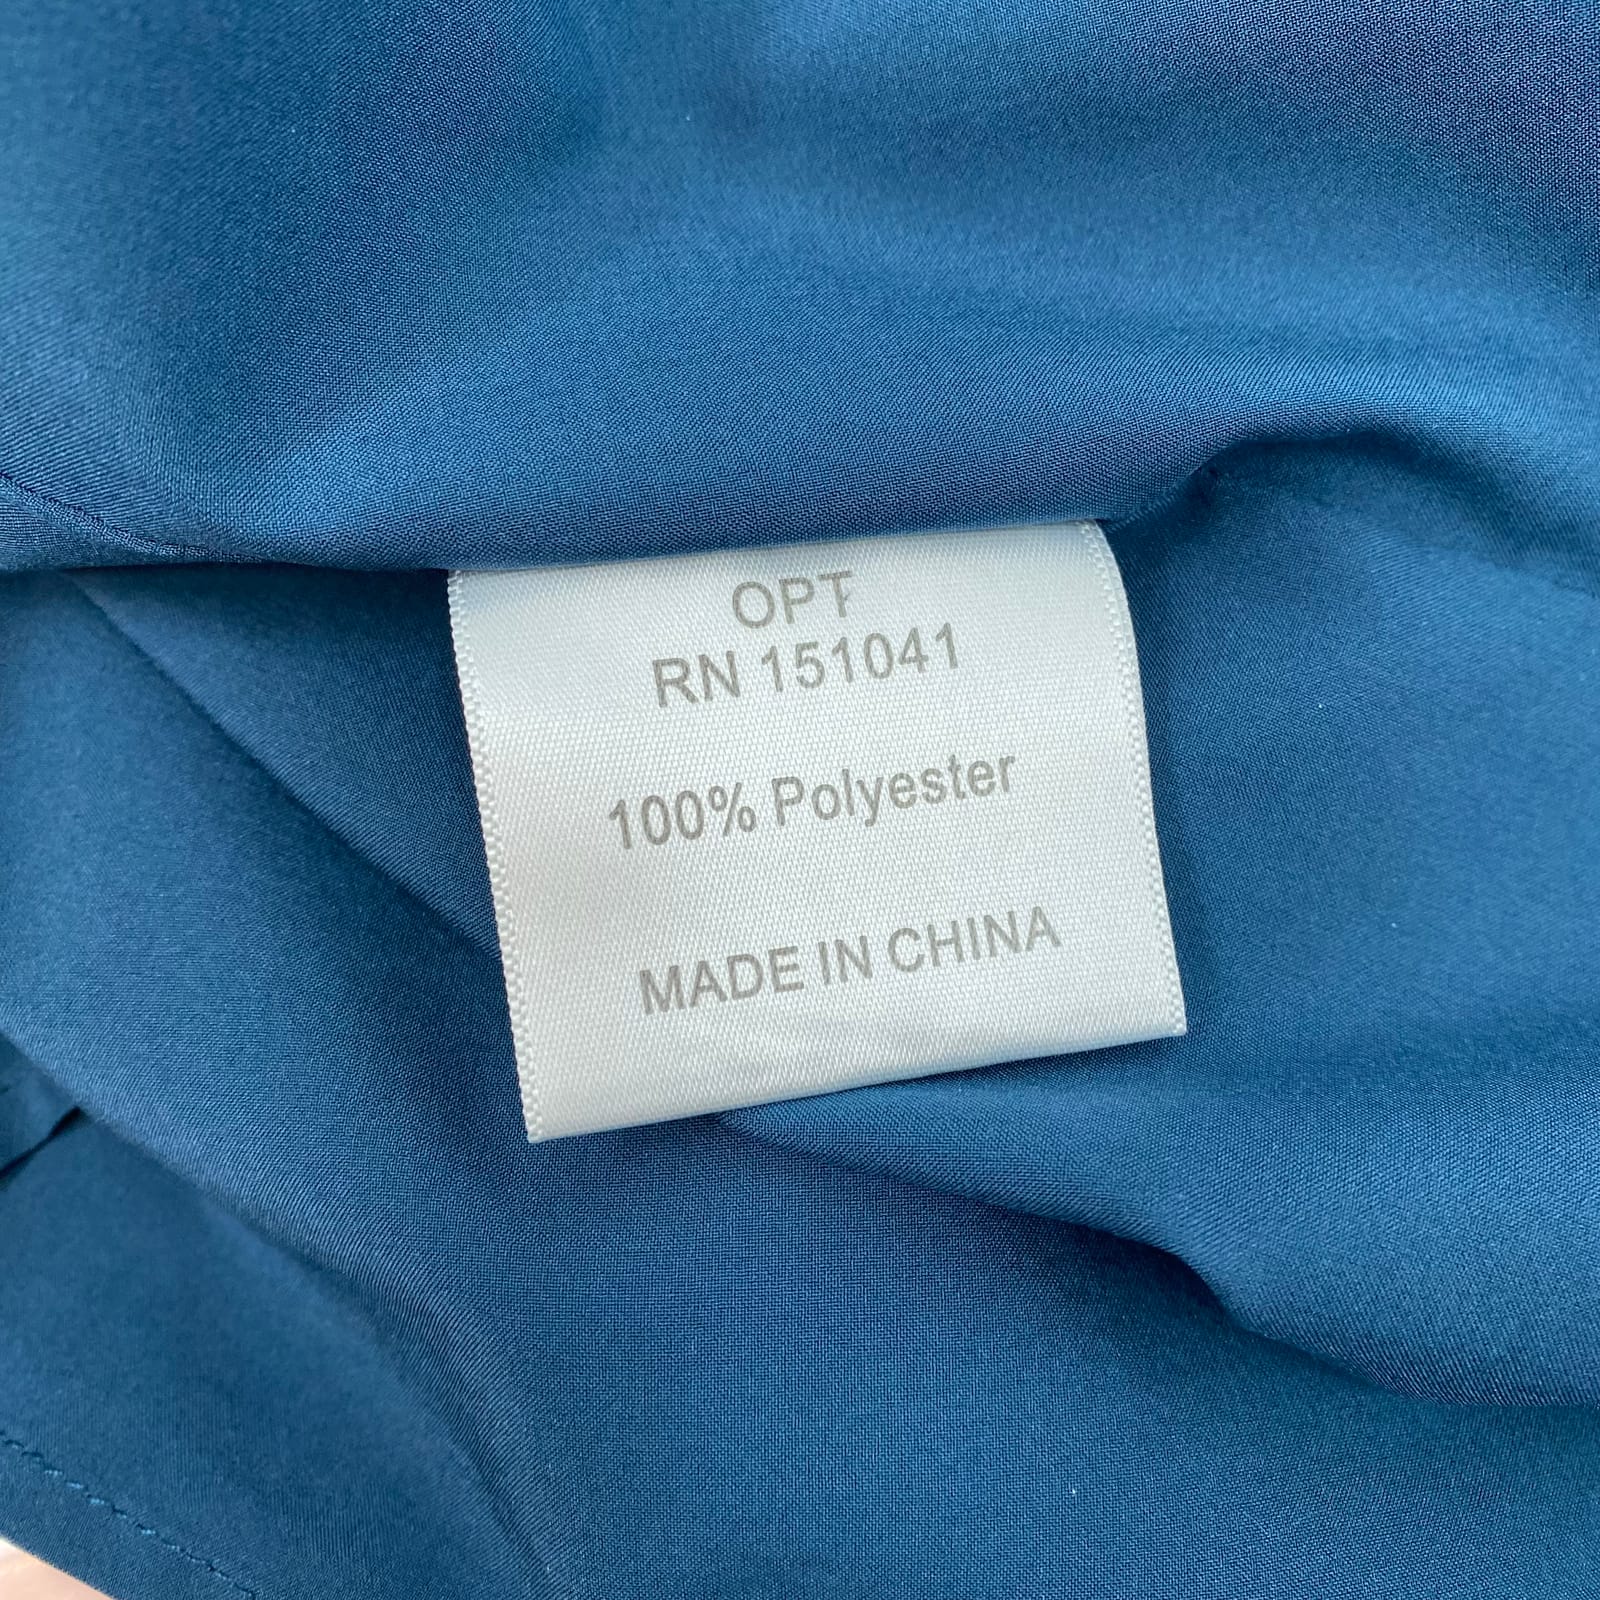 OPT
RN 151041
100% Polyester
MADE IN CHINA